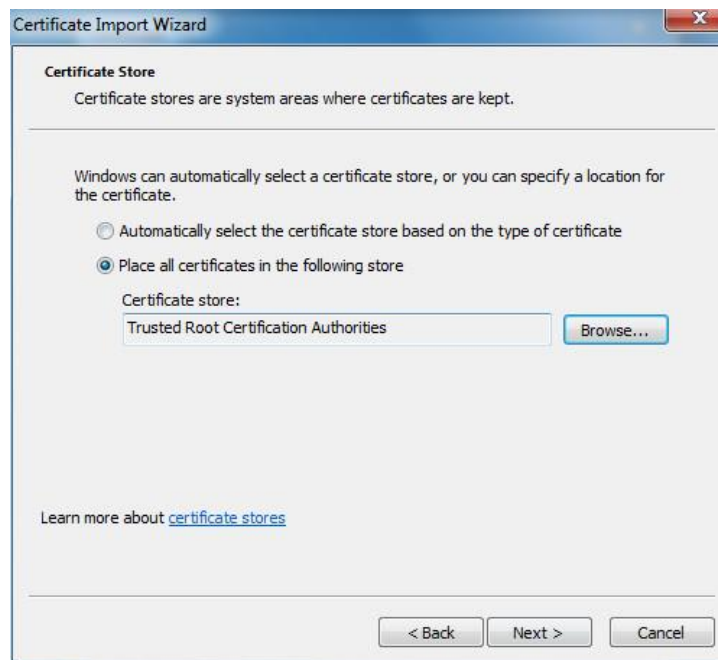 Certificate Import Wizard
Certificate Store
Certificate stores are system areas where certificates are kept.
Windows can automatically select a certificate store, or you can specify a location for
the certificate.
Automatically select the certificate store based on the type of certificate
Place all certificates in the following store
Certificate store:
Trusted Root Certification Authorities
Browse...
Learn more about certificate stores
< Back Next > Cancel